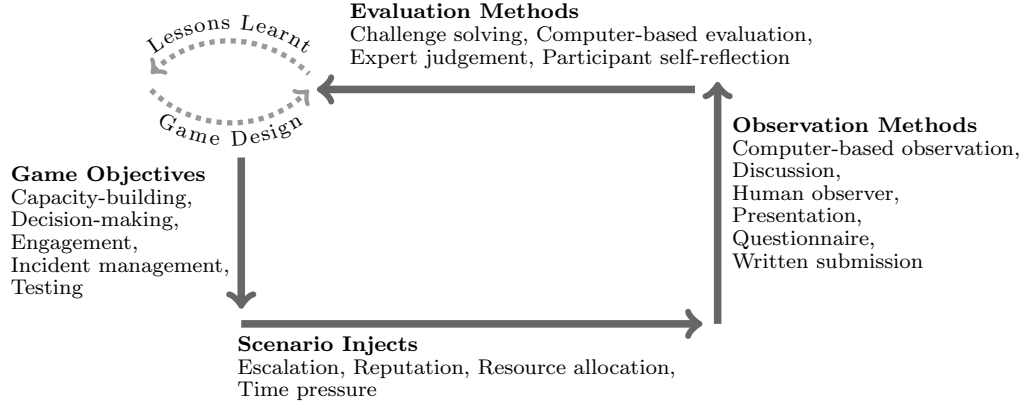 Evaluation Methods
Challenge solving, Computer-based evaluation,
Expert judgement, Participant self-reflection
Lessons Learnt
Game Design
Observation Methods
Computer-based observation,
Discussion,
Human observer,
Presentation,
Questionnaire,
Written submission
Game Objectives
Capacity-building,
Decision-making,
Engagement,
Incident management,
Testing
Scenario Injects
Escalation, Reputation, Resource allocation,
Time pressure